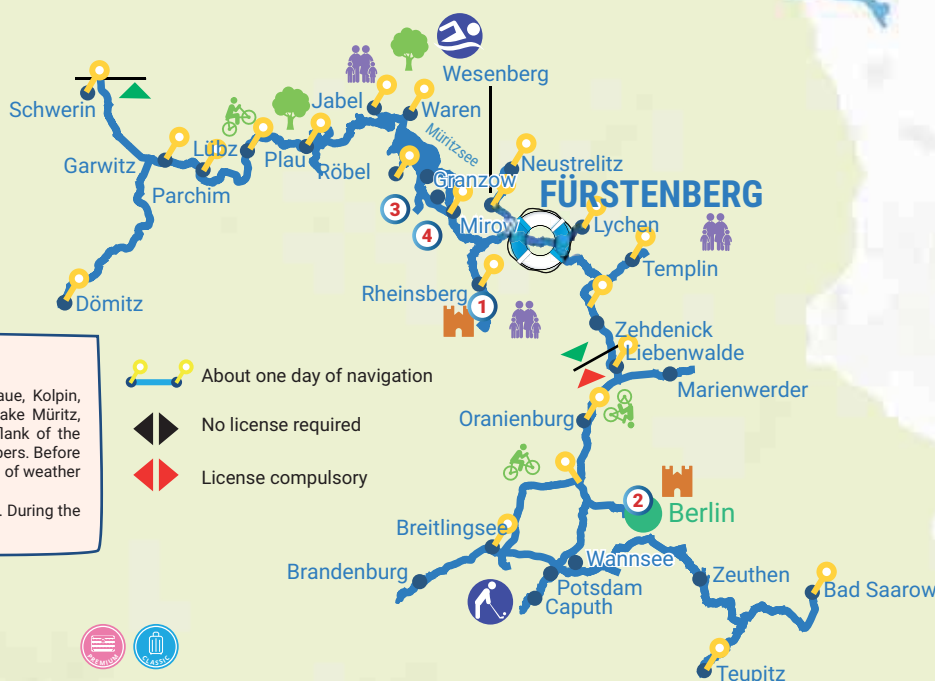 Wesenberg
Schwerin
Jabel
Waren
Garwitz
Lübz
Plau
Röbel
Müritzsee
Parchim
Granzow
Neustrelitz
FÜRSTENBERG
3
4
Mirow
Lychen
Templin
Dömitz
Rheinsberg
1
Zehdenick
Liebenwalde
Marienwerder
aue, Kolpin,
ake Müritz,
flank of the
pers. Before
of weather
. During the
About one day of navigation
No license required
License compulsory
Oranienburg
2
Berlin
Breitlingsee
Wannsee
Brandenburg
Potsdam
Caputh
Zeuthen
Bad Saarow
Teupitz
PREMIUM
CLASSIC